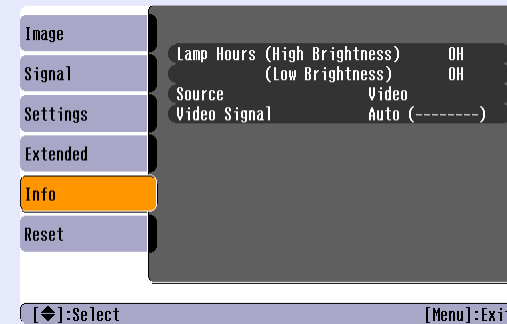 Image
Signal
Settings
Extended
Info
Reset
Lamp Hours (High Brightness) 0H
(Low Brightness) 0H
Source Video
Video Signal Auto (--------)
[◆]:Select
[Menu]:Exit